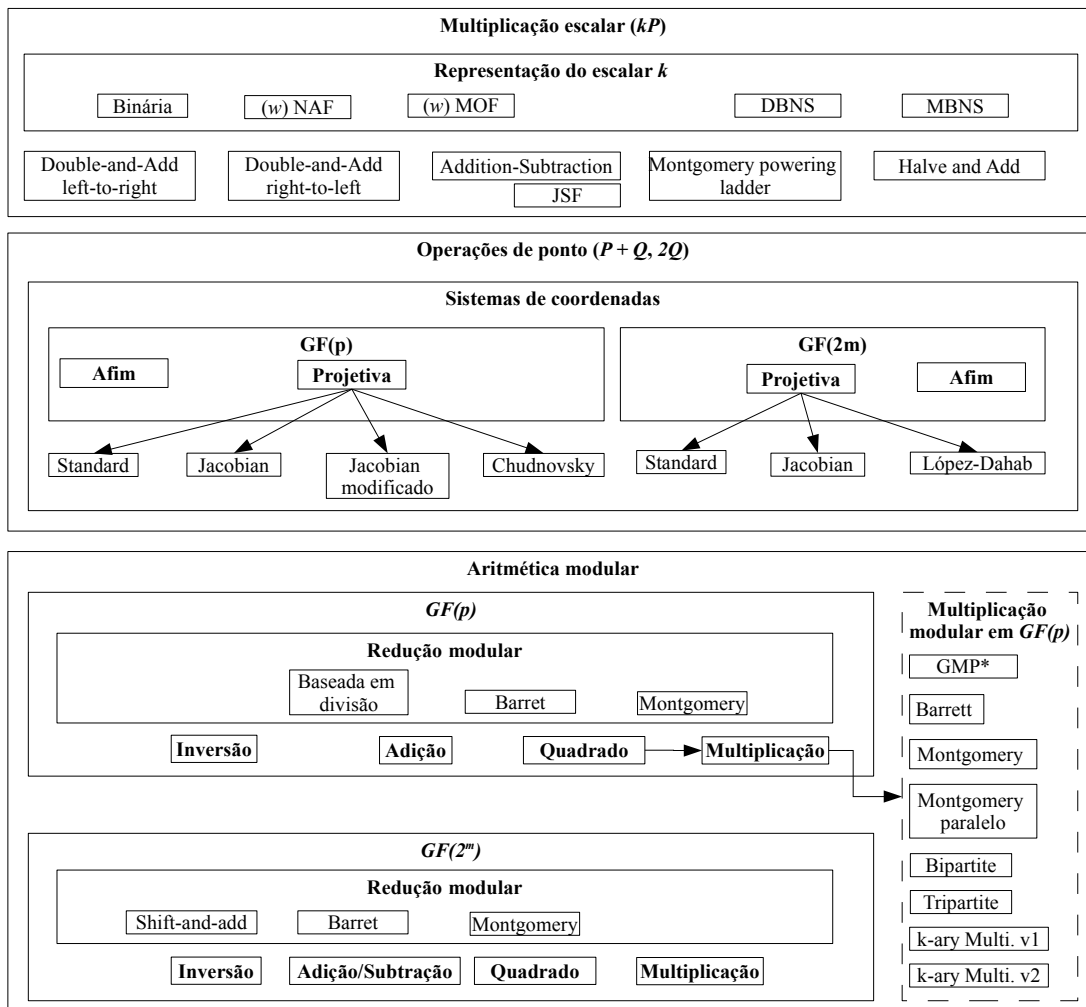 Multiplicação escalar (kP)
Representação do escalar k
Binária
(w) NAF
(w) MOF
DBNS
MBNS
Double-and-Add
left-to-right
Double-and-Add
right-to-left
Addition-Subtraction
JSF
Montgomery powering
ladder
Halve and Add
Operações de ponto (P + Q, 2Q)
Sistemas de coordenadas
GF(p)
Afim
Projetiva
Standard
Jacobian
Jacobian
modificado
Chudnovsky
GF(2m)
Projetiva
Afim
Standard
Jacobian
López-Dahab
Aritmética modular
GF(p)
Redução modular
Baseada em
divisão
Barret
Montgomery
Inversão
Adição
Quadrado
Multiplicação
GF(2ᵐ)
Redução modular
Shift-and-add
Barret
Montgomery
Inversão
Adição/Subtração
Quadrado
Multiplicação
Multiplicação
modular em GF(p)
GMP*
Barrett
Montgomery
Montgomery
paralelo
Bipartite
Tripartite
k-ary Multi. v1
k-ary Multi. v2